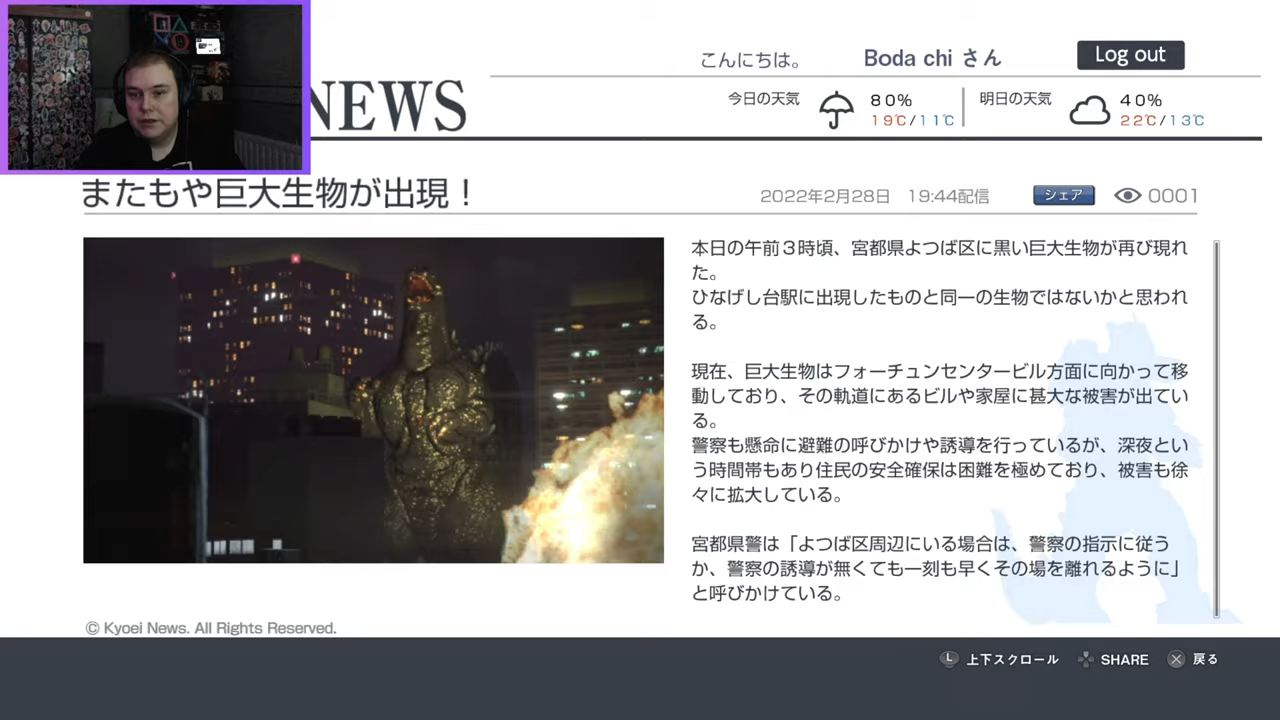 こんにちは。 Boda chi さん Log out
NEWS
今日の天気 80% 明日の天気 40%
19℃/11℃ 22℃/13℃
またもや巨大生物が出現！ 2022年2月28日 19:44配信 シェア 0001
本日の午前３時頃、宮都県よつば区に黒い巨大生物が再び現れ
た。
ひなげし台駅に出現したものと同一の生物ではないかと思われ
る。
現在、巨大生物はフォーチュンセンタービル方面に向かって移
動しており、その軌道にあるビルや家屋に甚大な被害が出てい
る。
警察も懸命に避難の呼びかけや誘導を行っているが、深夜とい
う時間帯もあり住民の安全確保は困難を極めており、被害も徐
々に拡大している。
宮都県警は「よつば区周辺にいる場合は、警察の指示に従う
か、警察の誘導が無くても一刻も早くその場を離れるように」
と呼びかけている。
© Kyoei News. All Rights Reserved.
L 上下スクロール SHARE 戻る